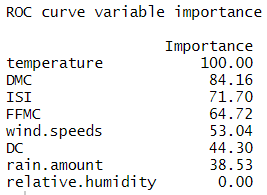 ROC curve variable importance
Importance
temperature 100.00
DMC 84.16
ISI 71.70
FFMC 64.72
wind.speeds 53.04
DC 44.30
rain.amount 38.53
relative.humidity 0.00